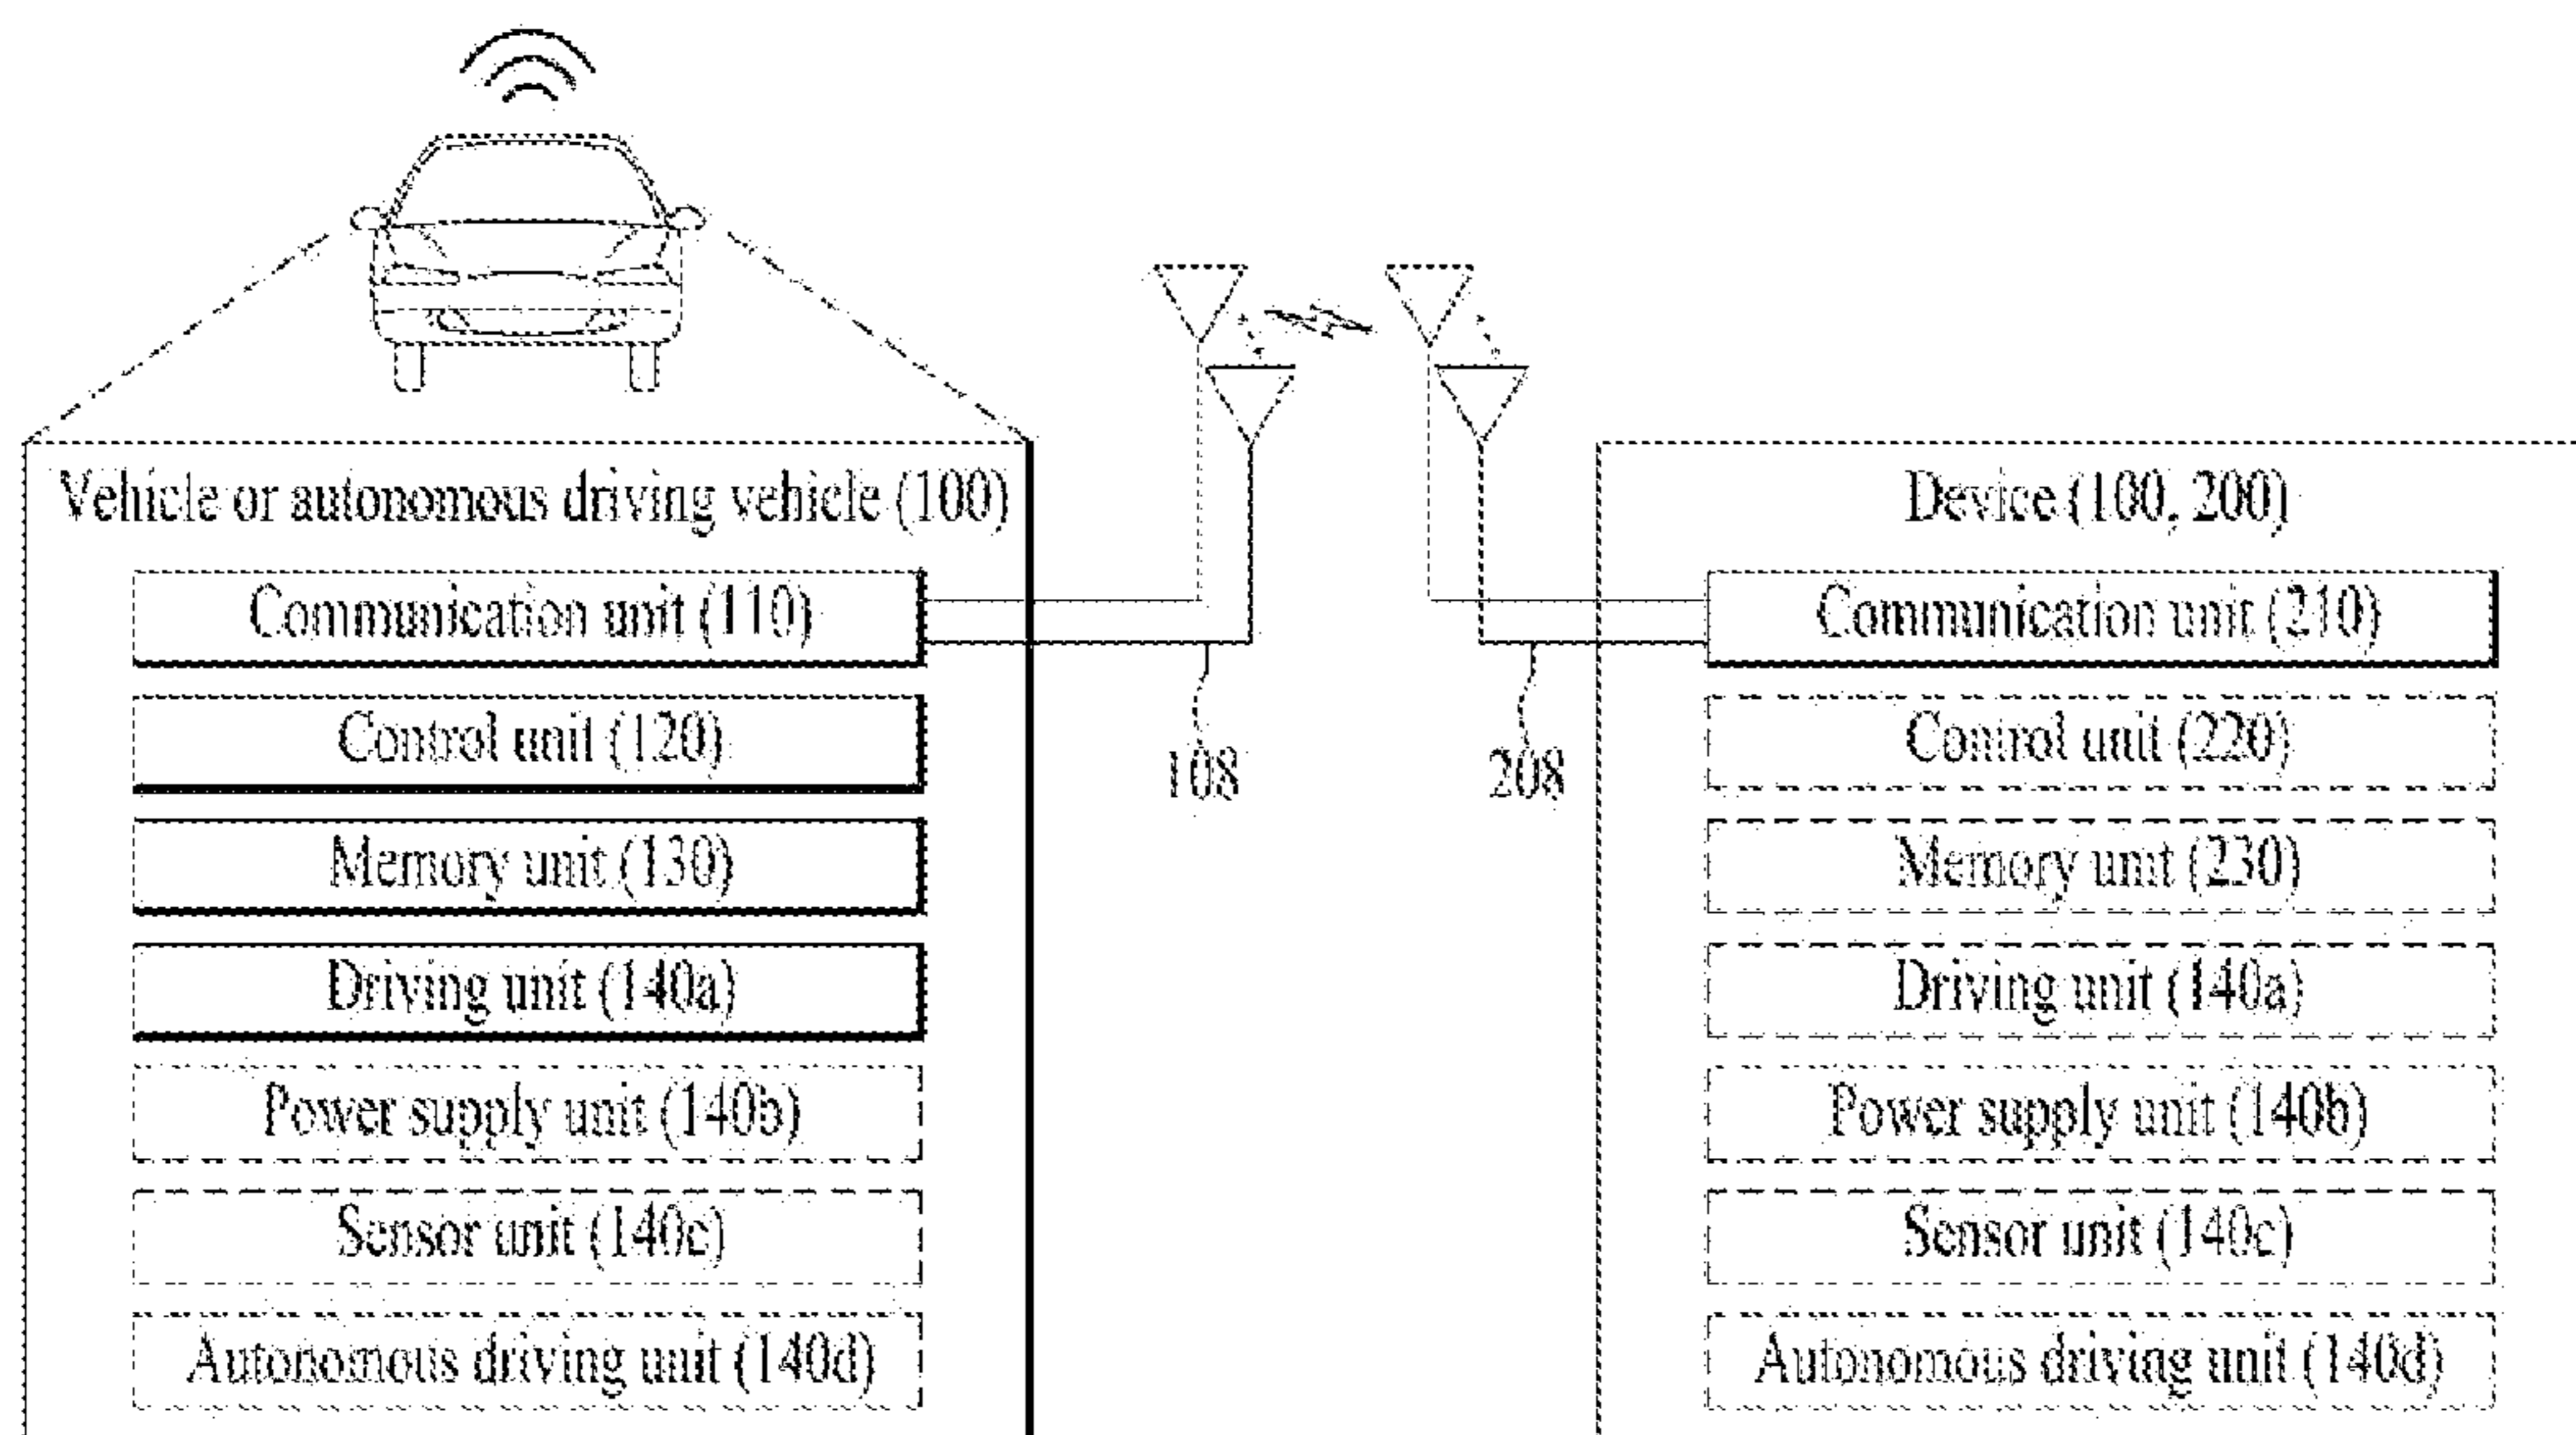 Vehicle or autonomous driving vehicle (100)
Communication unit (110)
Control unit (120)
Memory unit (130)
Driving unit (140a)
Power supply unit (140b)
Sensor unit (140c)
Autonomous driving unit (140d)
108
208
Device (100, 200)
Communication unit (210)
Control unit (220)
Memory unit (230)
Driving unit (140a)
Power supply unit (140b)
Sensor unit (140c)
Autonomous driving unit (140d)